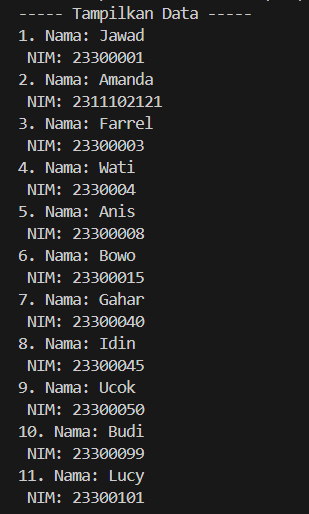 ----- Tampilkan Data -----
1. Nama: Jawad
NIM: 23300001
2. Nama: Amanda
NIM: 2311102121
3. Nama: Farrel
NIM: 23300003
4. Nama: Wati
NIM: 2330004
5. Nama: Anis
NIM: 23300008
6. Nama: Bowo
NIM: 23300015
7. Nama: Gahar
NIM: 23300040
8. Nama: Idin
NIM: 23300045
9. Nama: Ucok
NIM: 23300050
10. Nama: Budi
NIM: 23300099
11. Nama: Lucy
NIM: 23300101